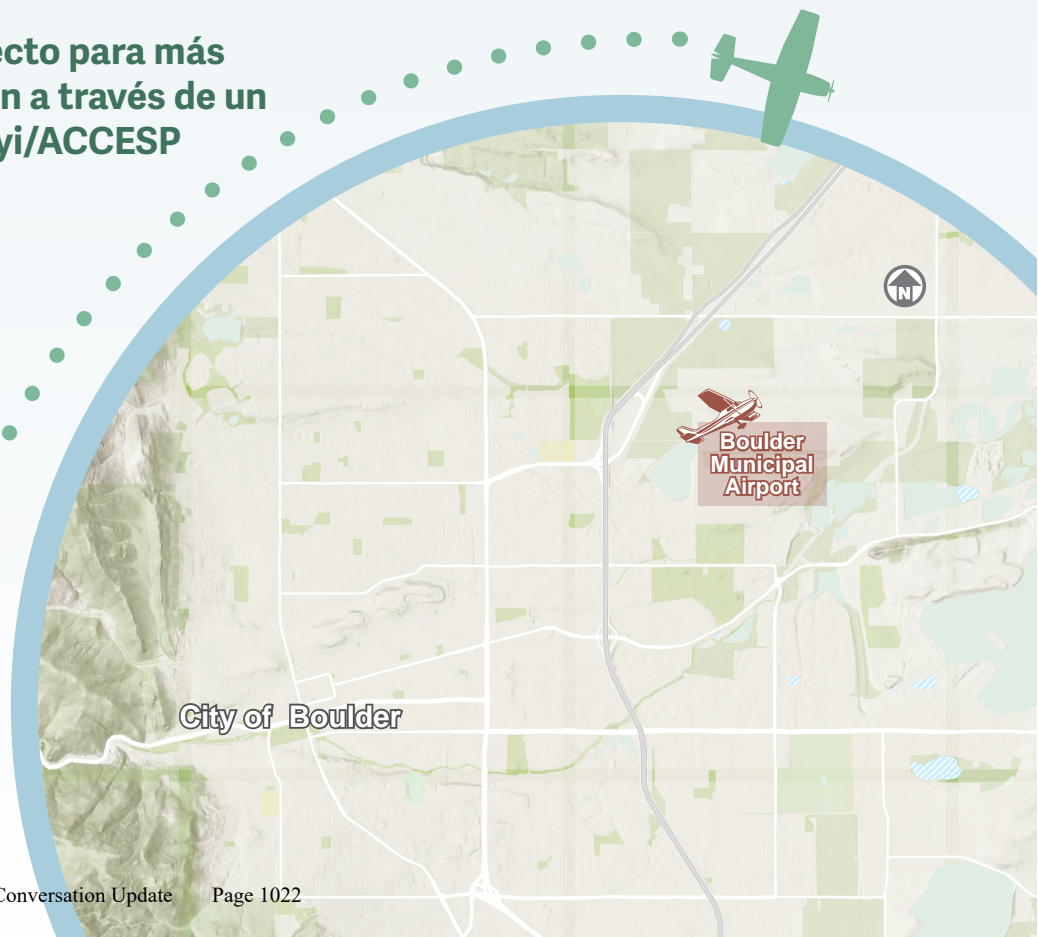 ecto para más
n a través de un
yi/ACCESP
N
Boulder
Municipal
Airport
City of Boulder
Conversation Update Page 1022